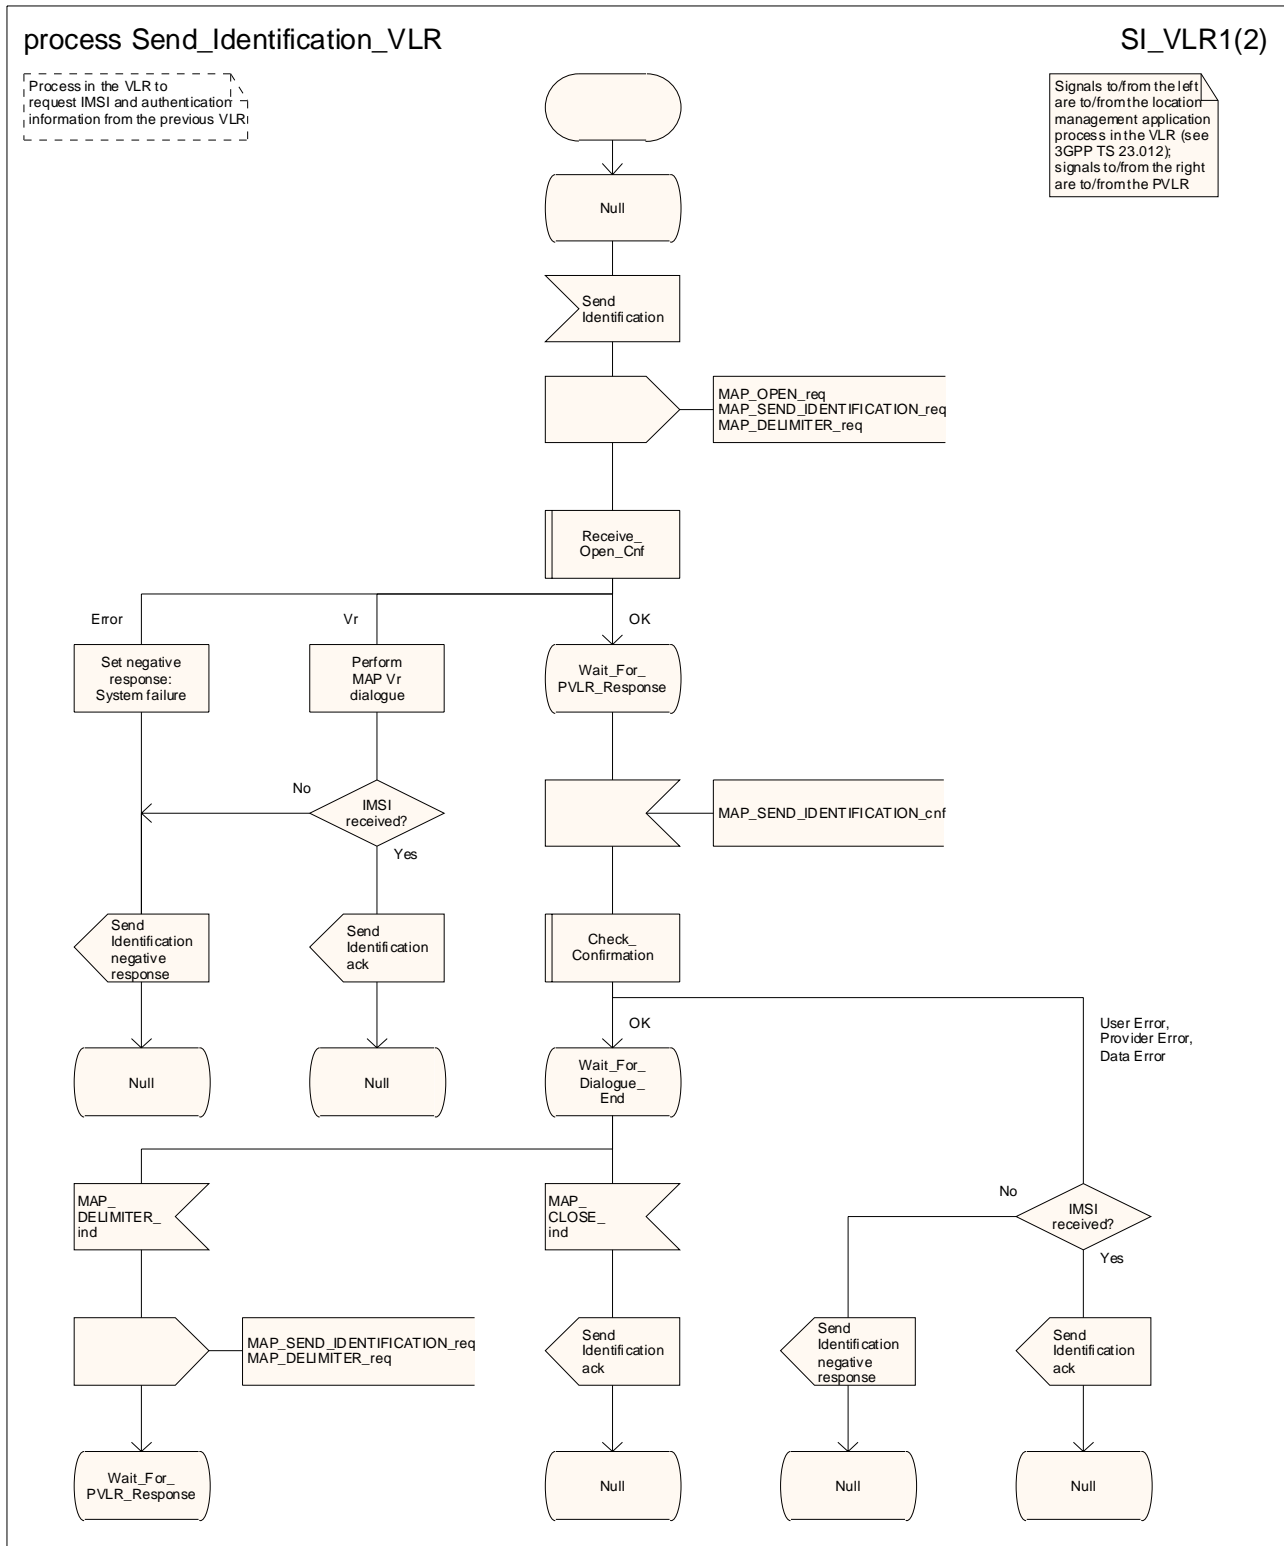 process Send_Identification_VLR
SI_VLR1(2)
Process in the VLR to
request IMSI and authentication
information from the previous VLR
Signals to/from the left
are to/from the location
management application
process in the VLR (see
3GPP TS 23.012);
signals to/from the right
are to/from the PVLR
Null
Send
Identification
MAP_OPEN_req
MAP_SEND_IDENTIFICATION_req
MAP_DELIMITER_req
Receive_
Open_Cnf
Error
Vr
OK
Set negative
response:
System failure
Perform
MAP Vr
dialogue
Wait_For_
PVLR_Response
No
IMSI
received?
Yes
MAP_SEND_IDENTIFICATION_cnf
Send
Identification
negative
response
Send
Identification
ack
Check_
Confirmation
OK
User Error,
Provider Error,
Data Error
Null
Null
Wait_For_
Dialogue_
End
MAP_
DELIMITER_
ind
MAP_
CLOSE_
ind
No
IMSI
received?
Yes
MAP_SEND_IDENTIFICATION_req
MAP_DELIMITER_req
Send
Identification
ack
Send
Identification
negative
response
Send
Identification
ack
Wait_For_
PVLR_Response
Null
Null
Null